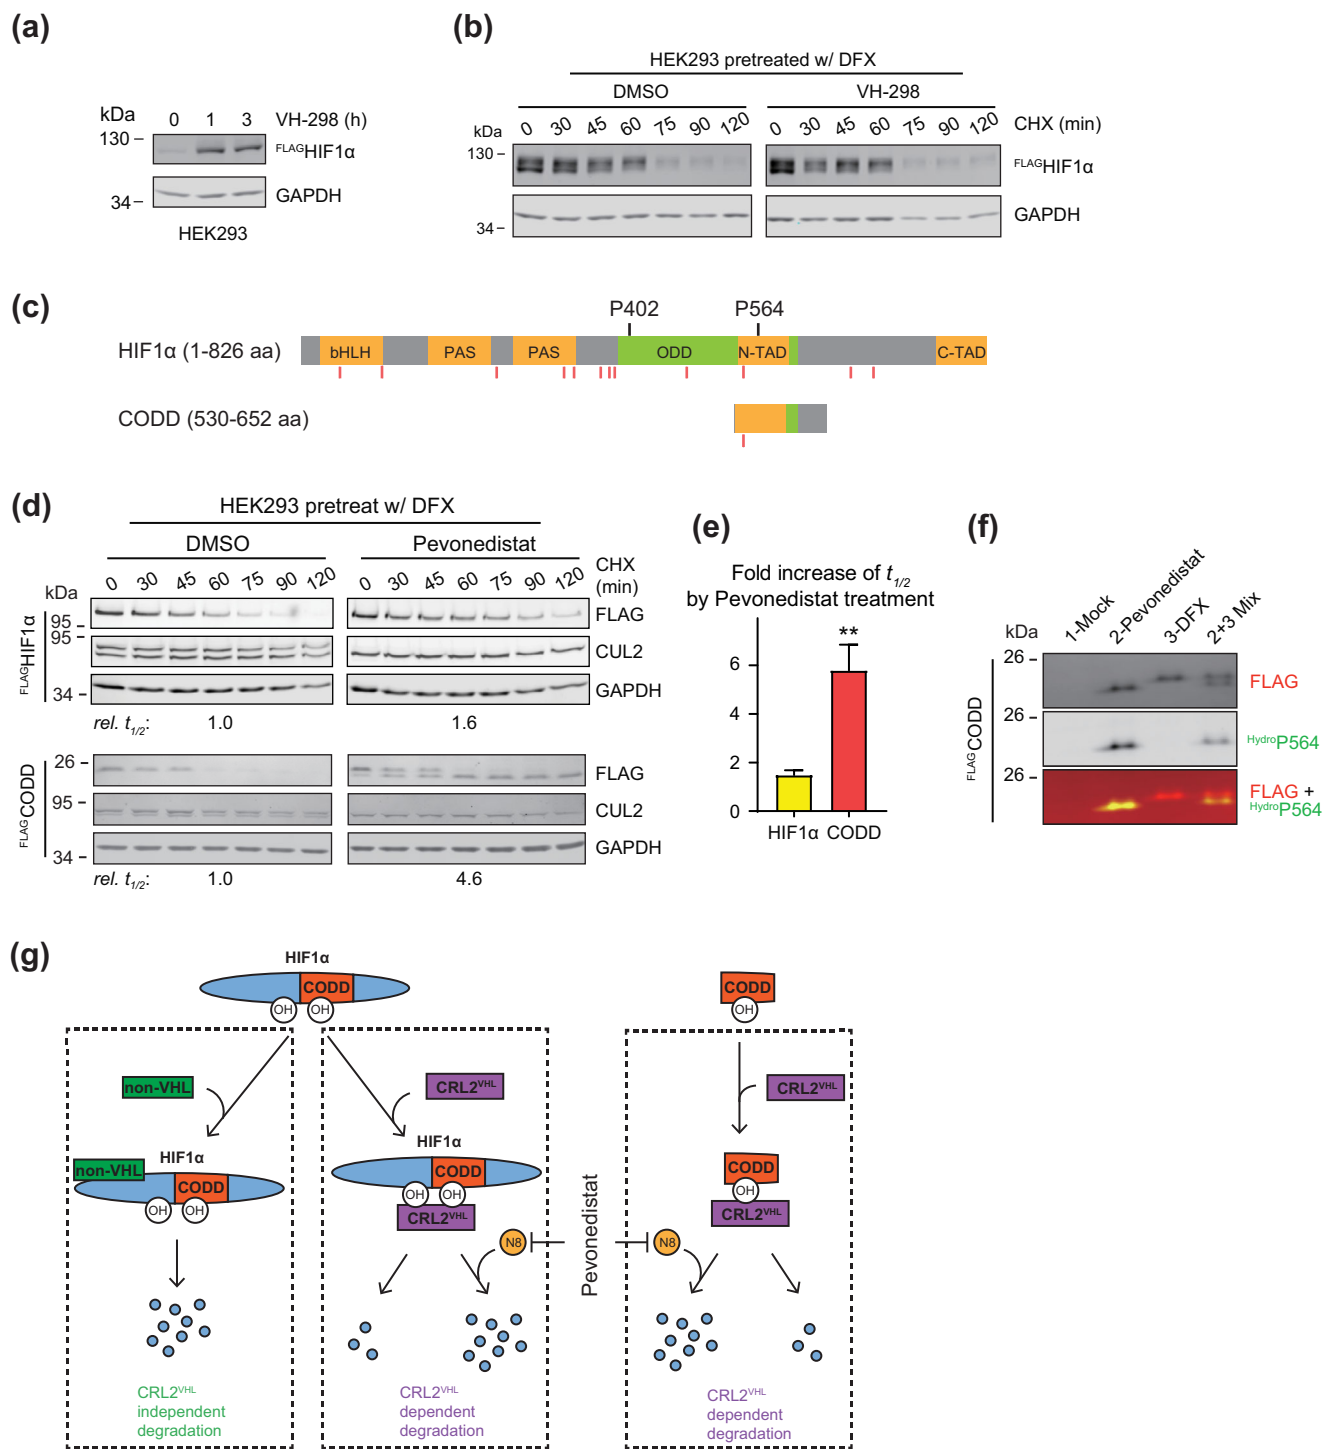 (a)
kDa
0 1 3 VH-298 (h)
130
FLAGHIF1α
GAPDH
34
HEK293
(b)
HEK293 pretreated w/ DFX
DMSO VH-298
0 30 45 60 75 90 120 0 30 45 60 75 90 120 CHX (min)
kDa
130
FLAGHIF1α
GAPDH
34
(c)
P402 P564
HIF1α (1-826 aa) bHLH PAS PAS ODD N-TAD C-TAD
CODD (530-652 aa)
(d)
HEK293 pretreat w/ DFX
DMSO Pevonedistat
0 30 45 60 75 90 120 0 30 45 60 75 90 120 CHX
(min)
kDa
FLAGHIF1α
95 FLAG
95 CUL2
34 GAPDH
rel. t1/2: 1.0 1.6
FLAGCODD
26 FLAG
95 CUL2
34 GAPDH
rel. t1/2: 1.0 4.6
(e)
Fold increase of t1/2
by Pevonedistat treatment
**
6
4
2
0
HIF1α CODD
(f)
1-Mock
2-Pevonedistat
3-DFX
2+3 Mix
kDa
FLAGCODD
26 FLAG
26 HydroP564
26 FLAG +
HydroP564
(g)
HIF1α
CODD
OH OH
CODD
OH
non-VHL
CRL2VHL
CRL2VHL
HIF1α
non-VHL
CODD
OH OH
HIF1α
CODD
OH OH
CRL2VHL
CODD
OH
CRL2VHL
N8
Pevonedistat
N8
CRL2VHL
independent
degradation
CRL2VHL
dependent
degradation
CRL2VHL
dependent
degradation